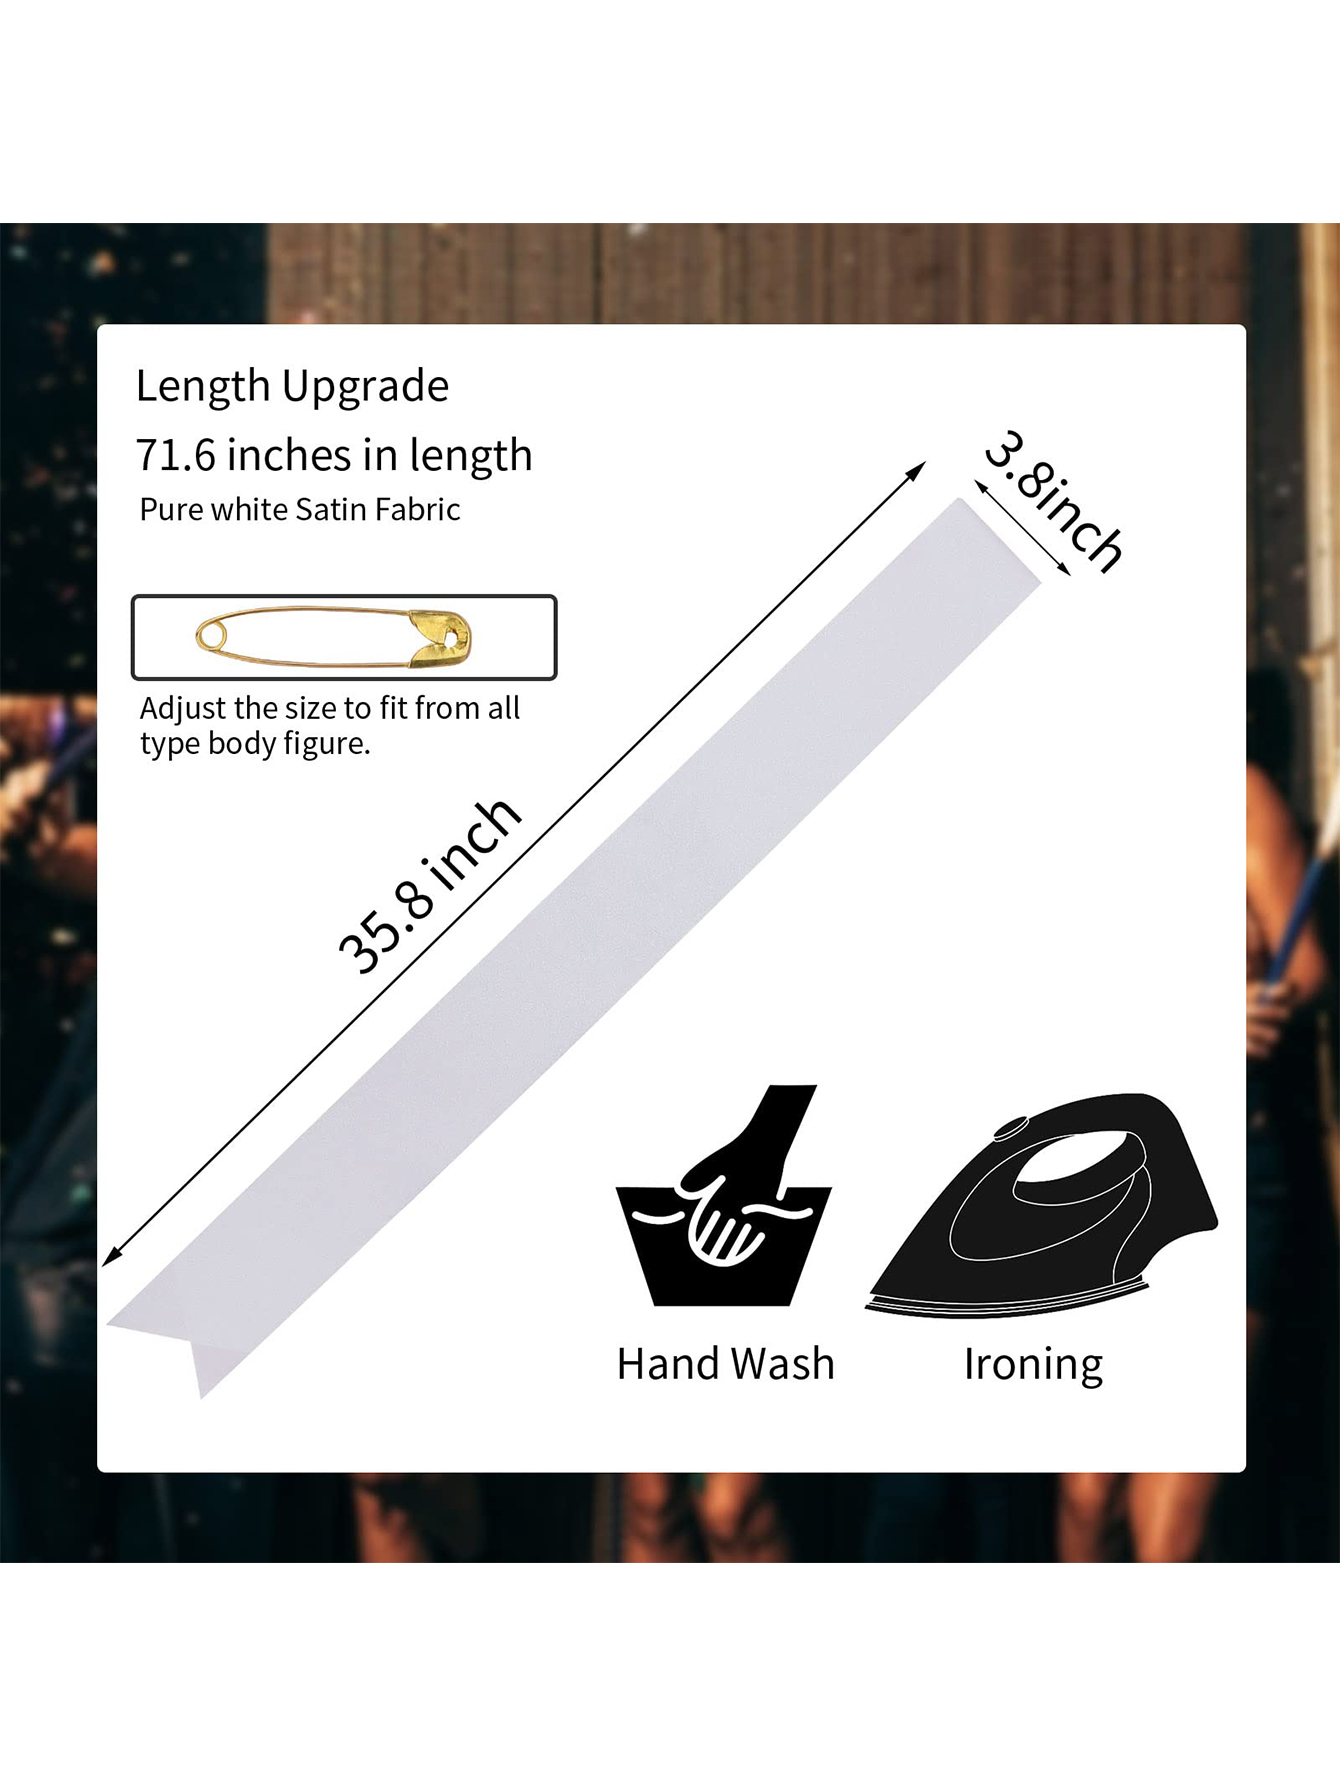 Length Upgrade
71.6 inches in length
Pure white Satin Fabric
3.8inch
Adjust the size to fit from all
type body figure.
35.8 inch
Hand Wash
Ironing